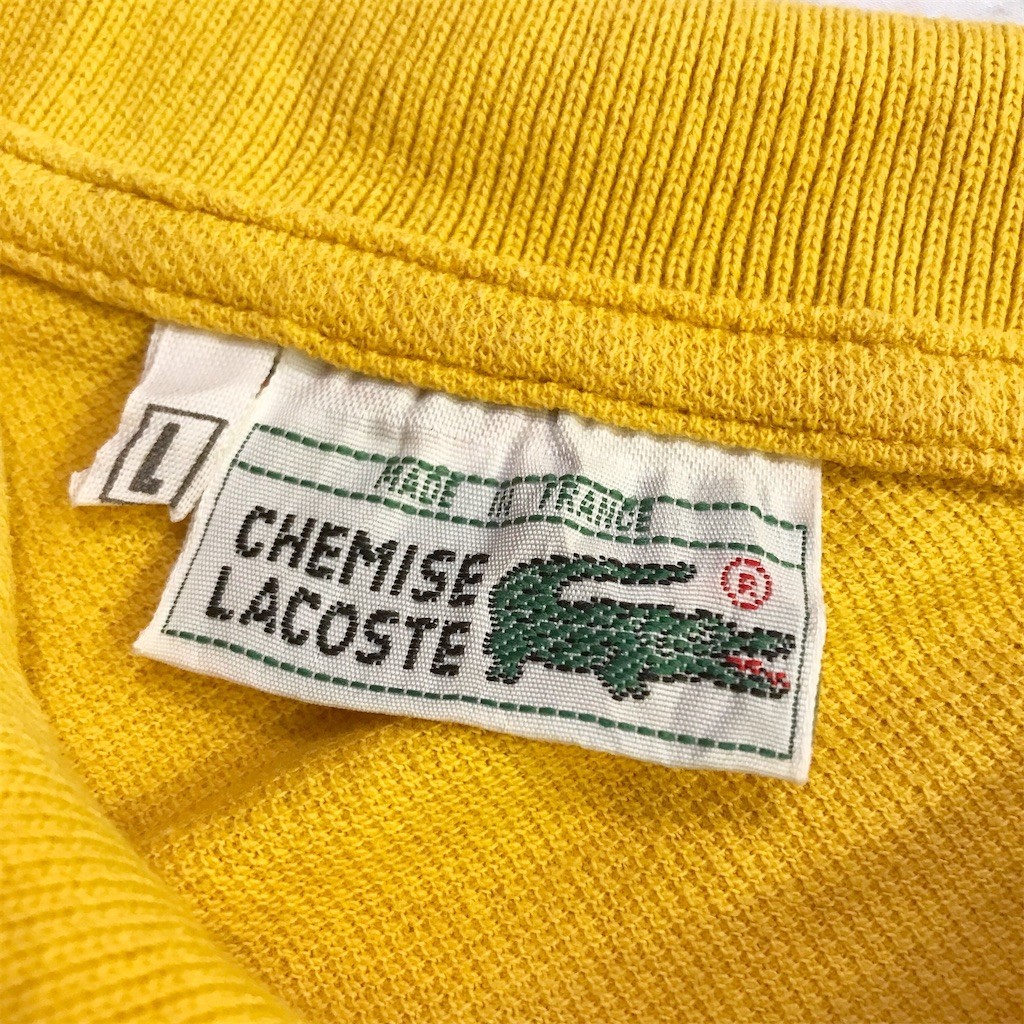 L
MADE IN FRANCE
CHEMISE
LACOSTE
®